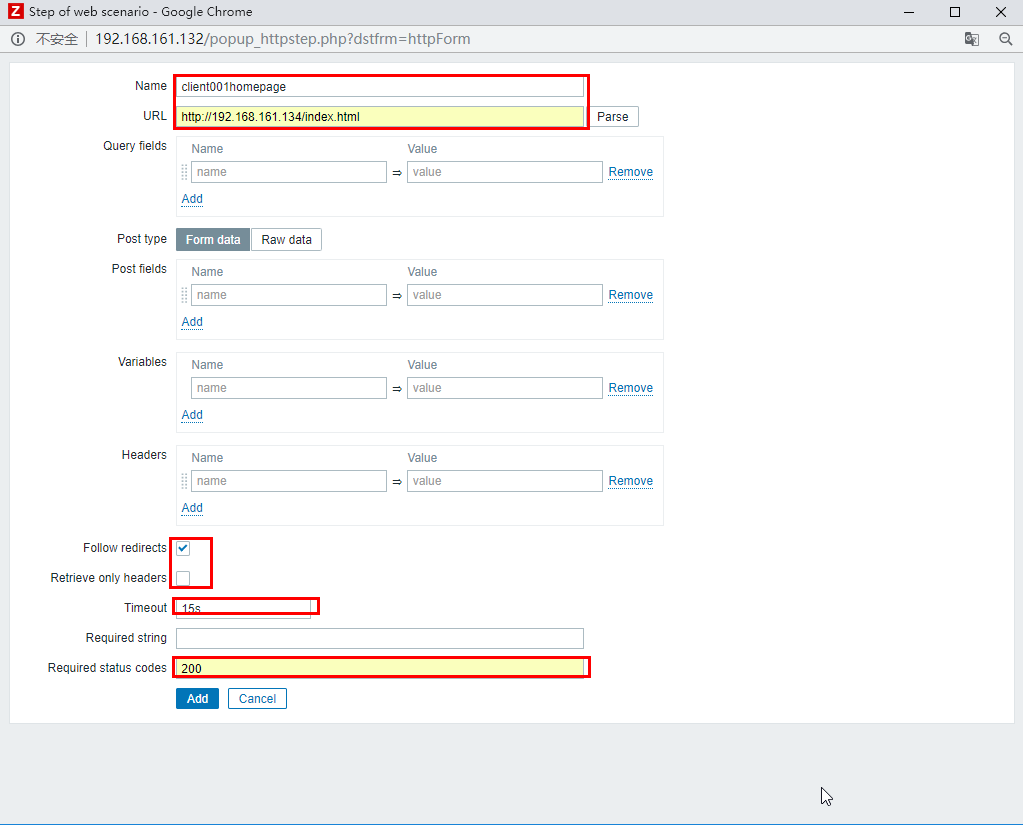 Z Step of web scenario - Google Chrome
不安全 192.168.161.132/popup_httpstep.php?dstfrm=httpForm
Name client001homepage
URL http://192.168.161.134/index.html Parse
Query fields Name Value
name ⇒ value Remove
Add
Post type Form data Raw data
Post fields Name Value
name ⇒ value Remove
Add
Variables Name Value
name ⇒ value Remove
Add
Headers Name Value
name ⇒ value Remove
Add
Follow redirects
Retrieve only headers
Timeout 15s
Required string
Required status codes 200
Add Cancel